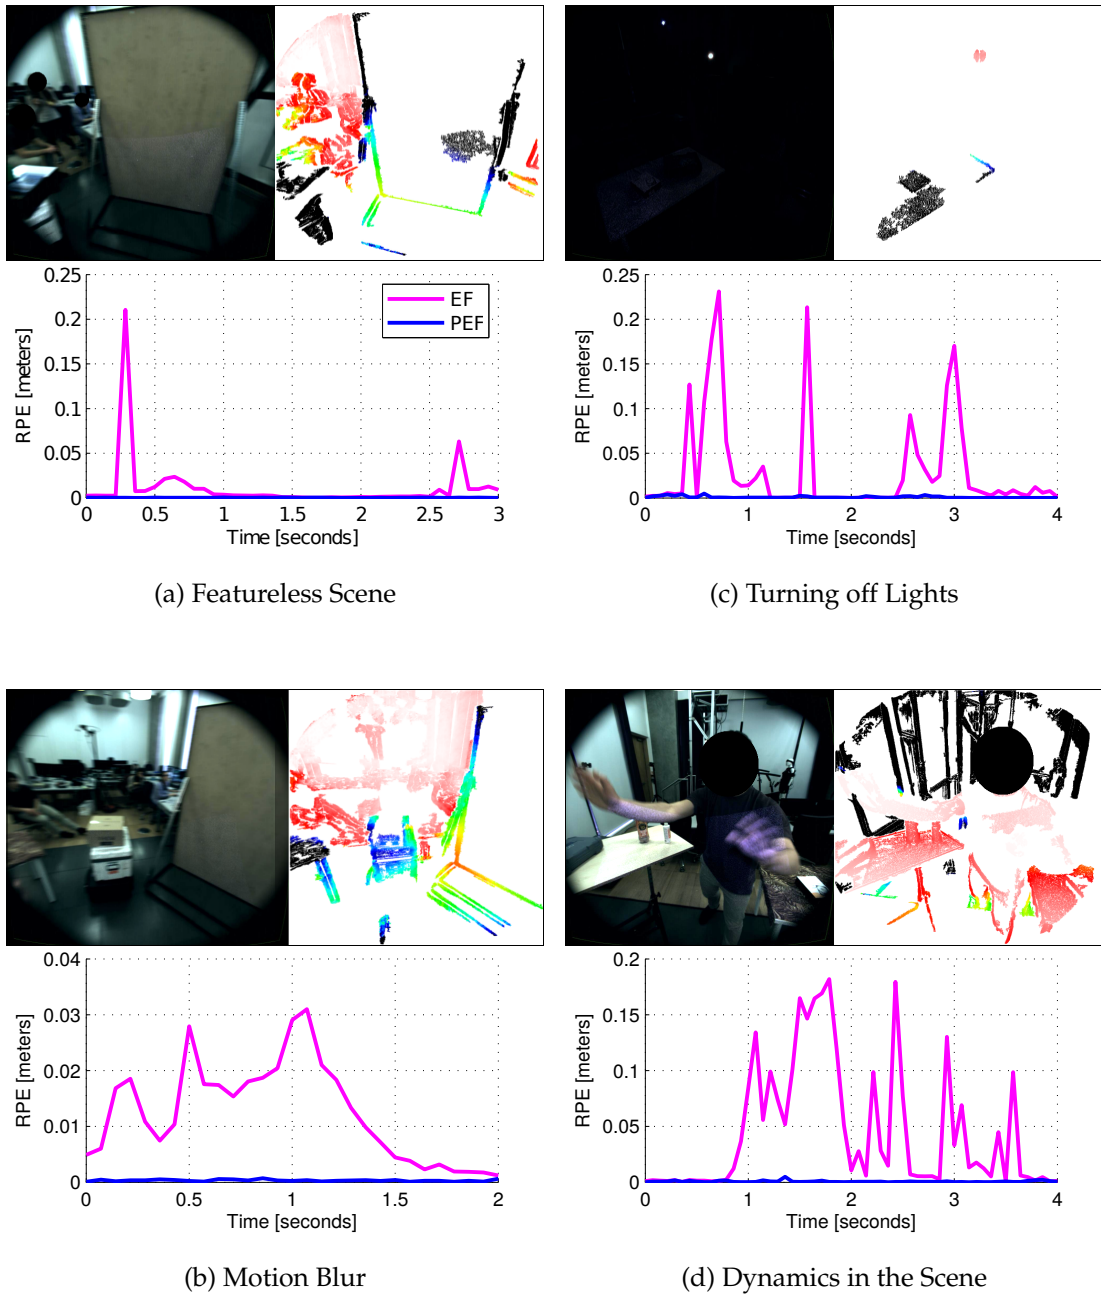 0.25
0.2
0.15
0.1
0.05
0
RPE [meters]
EF
PEF
0 0.5 1 1.5 2 2.5 3
Time [seconds]
(a) Featureless Scene
0.25
0.2
0.15
0.1
0.05
0
RPE [meters]
0 1 2 3 4
Time [seconds]
(c) Turning off Lights
0.04
0.03
0.02
0.01
0
RPE [meters]
0 0.5 1 1.5 2
Time [seconds]
(b) Motion Blur
0.2
0.15
0.1
0.05
0
RPE [meters]
0 1 2 3 4
Time [seconds]
(d) Dynamics in the Scene